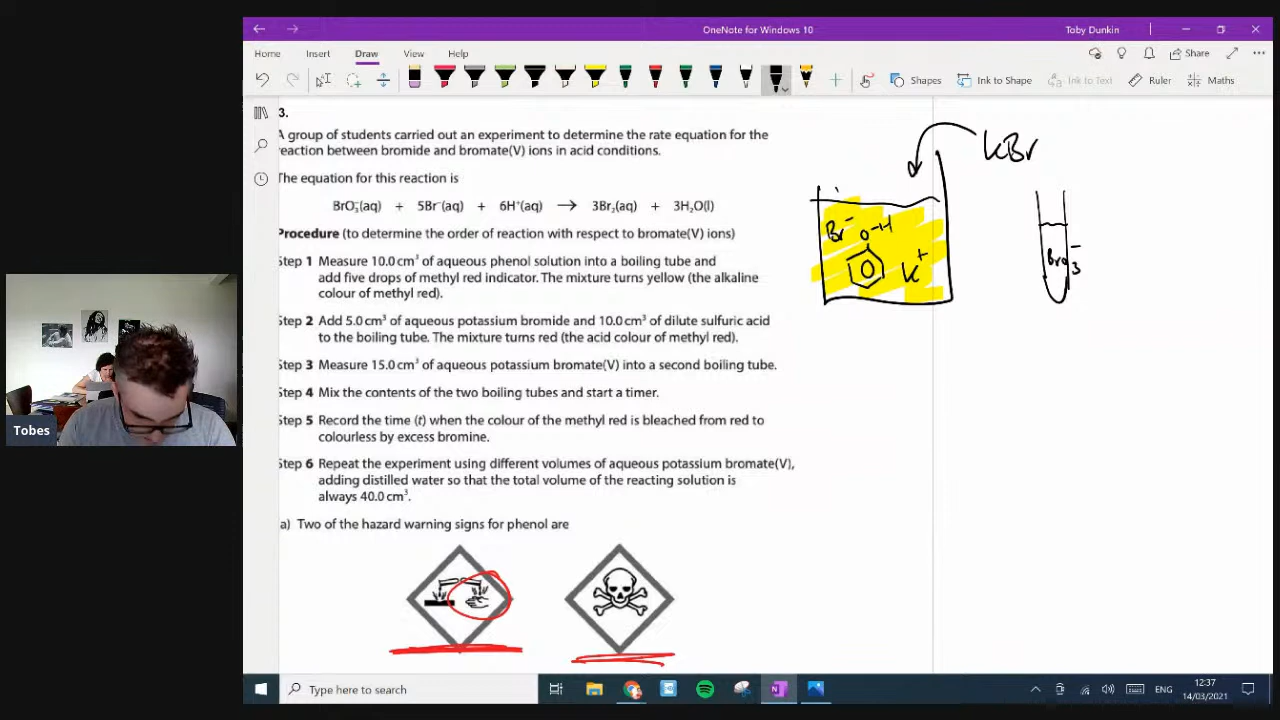 OneNote for Windows 10
Toby Dunkin
Home Insert Draw View Help
Share
Shapes Ink to Shape Ink to Text Ruler Maths
3.
A group of students carried out an experiment to determine the rate equation for the
reaction between bromide and bromate(V) ions in acid conditions.
The equation for this reaction is
BrO₃⁻(aq) + 5Br⁻(aq) + 6H⁺(aq) → 3Br₂(aq) + 3H₂O(l)
Procedure (to determine the order of reaction with respect to bromate(V) ions)
Step 1 Measure 10.0 cm³ of aqueous phenol solution into a boiling tube and
add five drops of methyl red indicator. The mixture turns yellow (the alkaline
colour of methyl red).
Step 2 Add 5.0 cm³ of aqueous potassium bromide and 10.0 cm³ of dilute sulfuric acid
to the boiling tube. The mixture turns red (the acid colour of methyl red).
Step 3 Measure 15.0 cm³ of aqueous potassium bromate(V) into a second boiling tube.
Step 4 Mix the contents of the two boiling tubes and start a timer.
Step 5 Record the time (t) when the colour of the methyl red is bleached from red to
colourless by excess bromine.
Step 6 Repeat the experiment using different volumes of aqueous potassium bromate(V),
adding distilled water so that the total volume of the reacting solution is
always 40.0 cm³.
a) Two of the hazard warning signs for phenol are
KBr
Br⁻
O-H
K⁺
BrO₃⁻
Tobes
Type here to search
ENG
12:37
14/03/2021